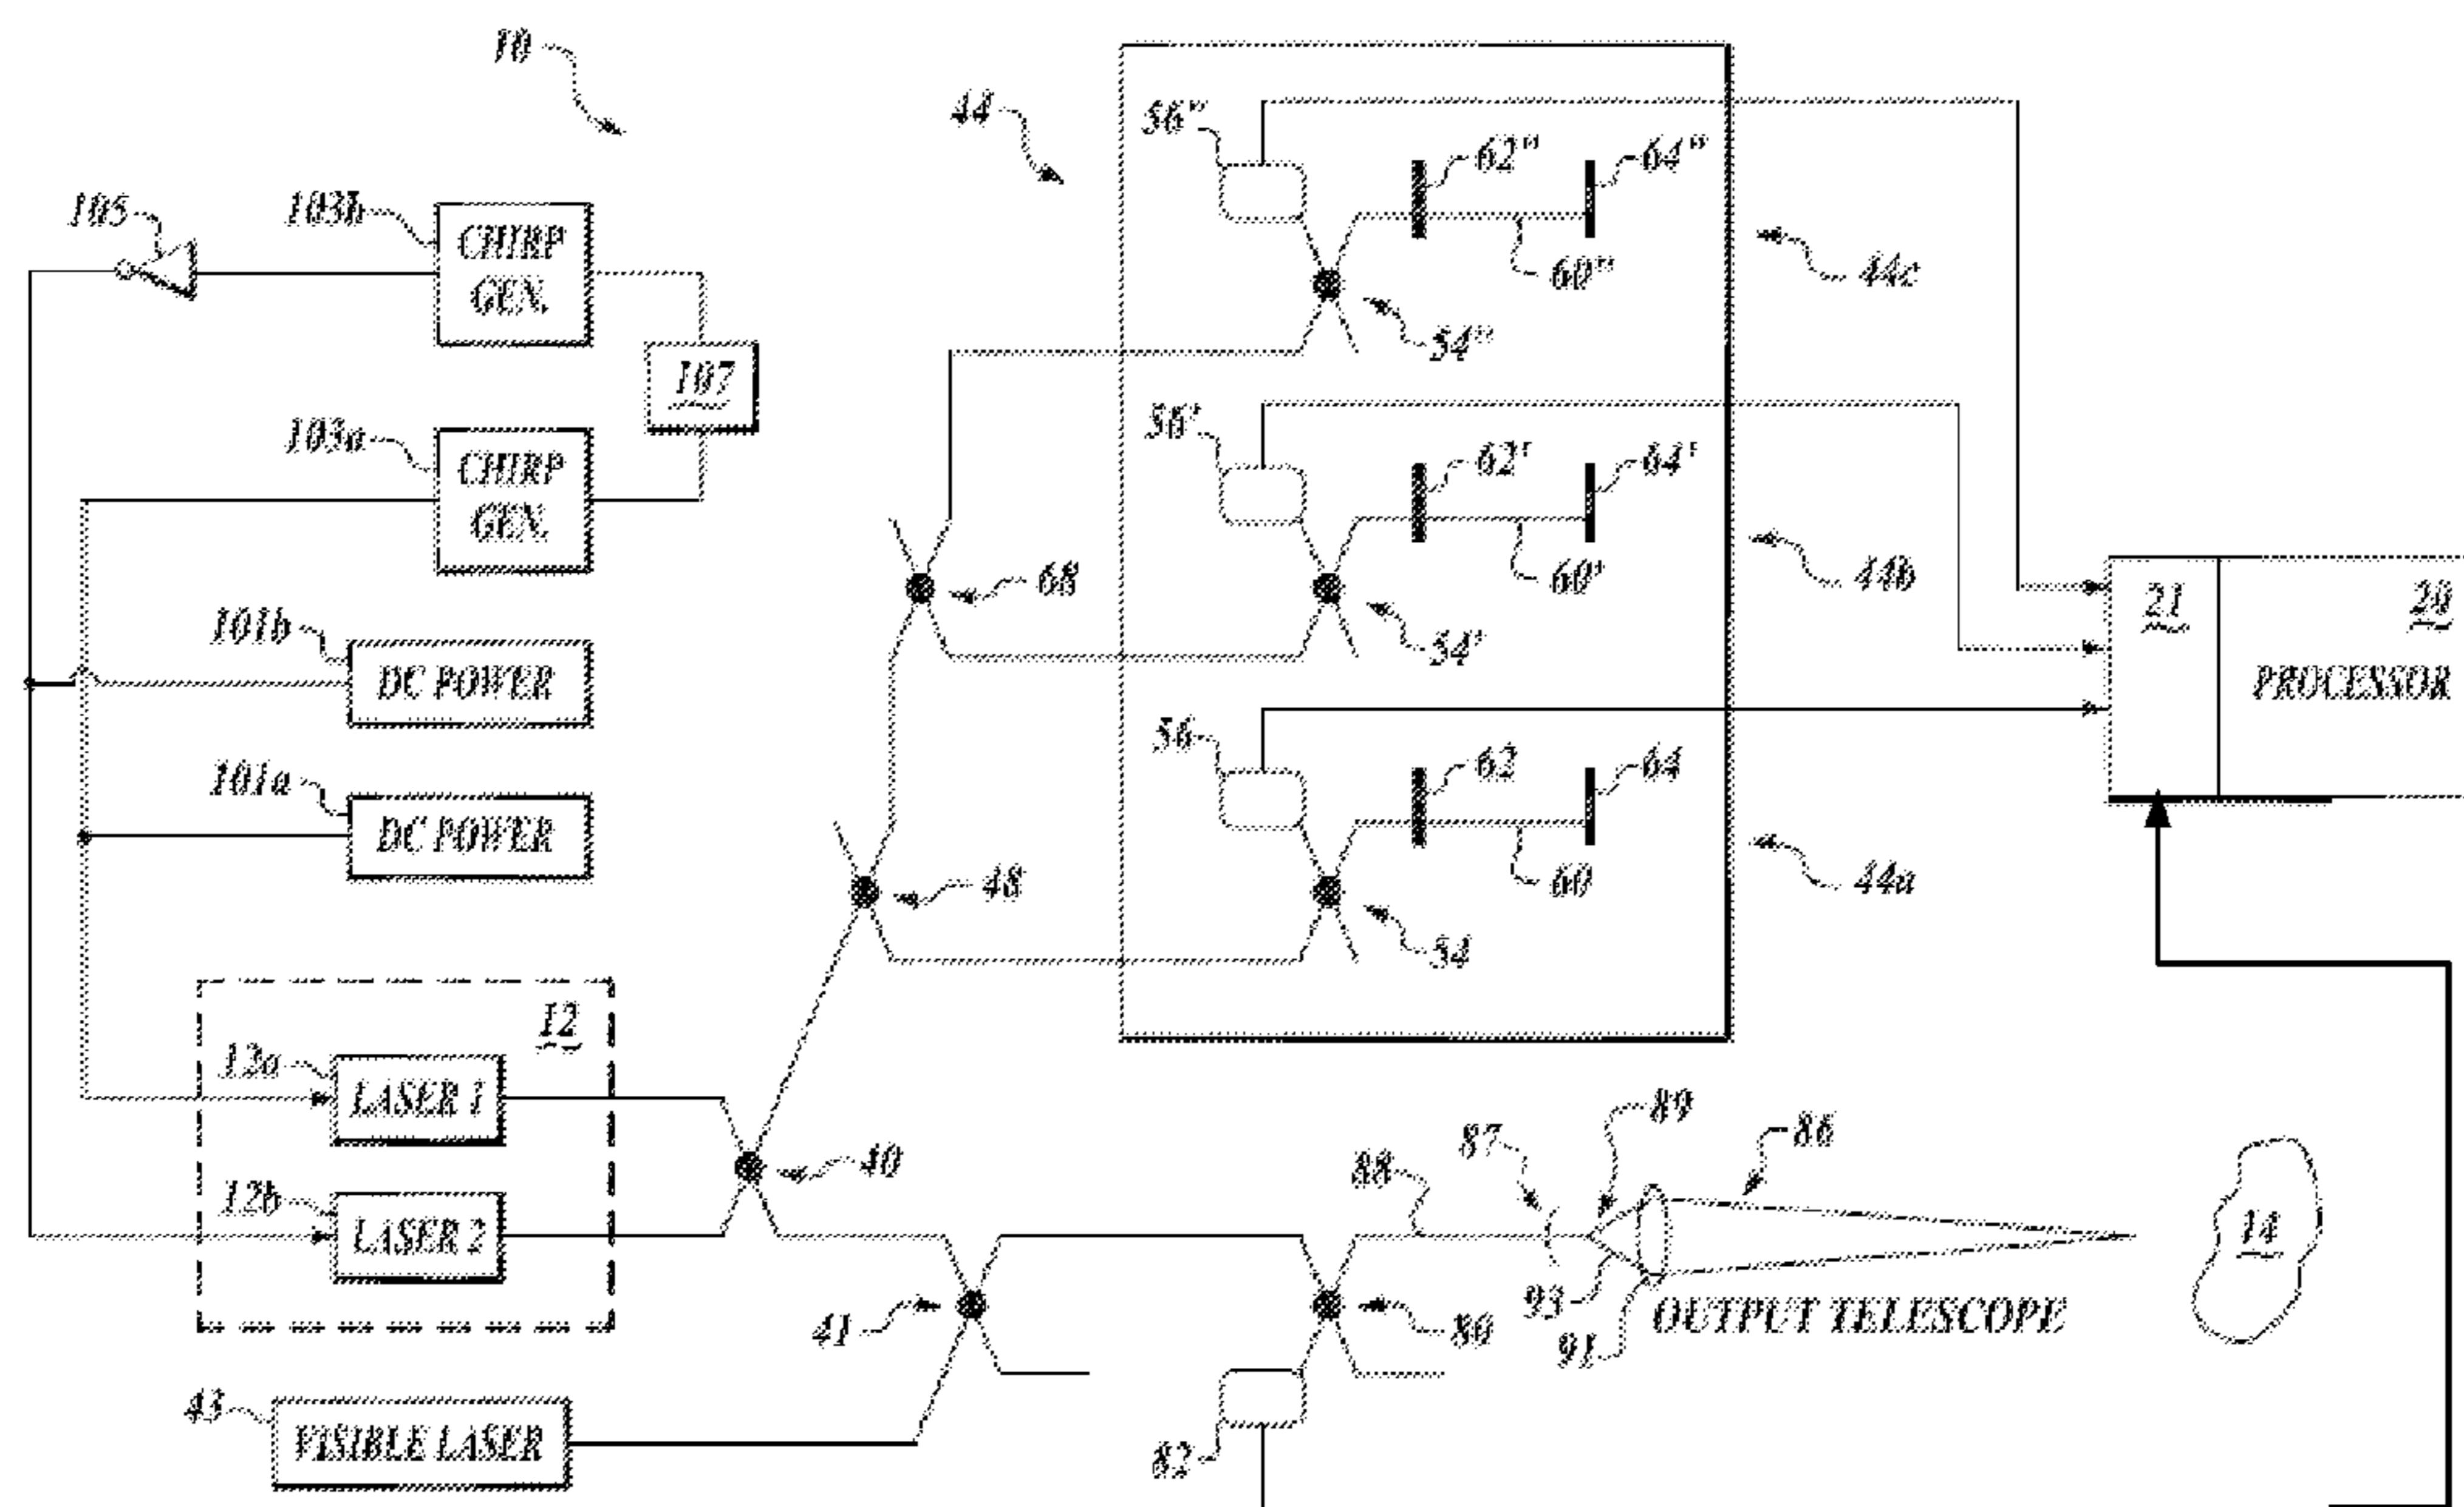 10
44
56"
62"
64"
105
103b
CHIRP
GEN.
60"
44c
54"
107
103a
CHIRP
GEN.
56'
62'
64'
68
60'
44b
54'
101b
DC POWER
21
20
PROCESSOR
56
62
64
101a
DC POWER
48
60
44a
54
12
12a
LASER 1
40
12b
LASER 2
87
89
86
88
14
41
80
93
91
OUTPUT TELESCOPE
43
VISIBLE LASER
82